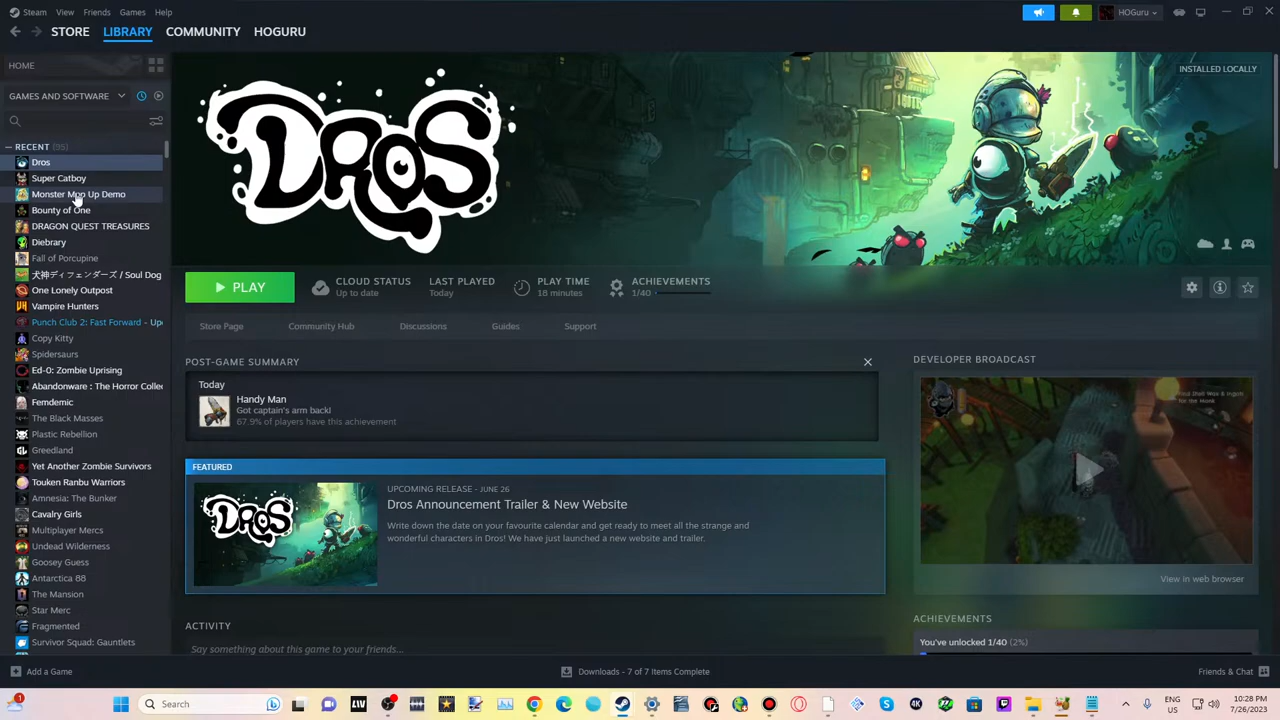 Steam View Friends Games Help
HOGuru
STORE LIBRARY COMMUNITY HOGURU
HOME
GAMES AND SOFTWARE
RECENT (95)
Dros
Super Catboy
Monster Mop Up Demo
Bounty of One
DRAGON QUEST TREASURES
Diebrary
Fall of Porcupine
犬神ディフェンダーズ / Soul Dog
One Lonely Outpost
Vampire Hunters
Punch Club 2: Fast Forward - Up
Copy Kitty
Spidersaurs
Ed-0: Zombie Uprising
Abandonware : The Horror Collec
Femdemic
The Black Masses
Plastic Rebellion
Greedland
Yet Another Zombie Survivors
Touken Ranbu Warriors
Amnesia: The Bunker
Cavalry Girls
Multiplayer Mercs
Undead Wilderness
Goosey Guess
Antarctica 88
The Mansion
Star Merc
Fragmented
Survivor Squad: Gauntlets
DROS
INSTALLED LOCALLY
PLAY
CLOUD STATUS
Up to date
LAST PLAYED
Today
PLAY TIME
18 minutes
ACHIEVEMENTS
1/40
Store Page Community Hub Discussions Guides Support
POST-GAME SUMMARY
Today
Handy Man
Got captain's arm back!
67.9% of players have this achievement
FEATURED
DROS
UPCOMING RELEASE - JUNE 26
Dros Announcement Trailer & New Website
Write down the date on your favourite calendar and get ready to meet all the strange and
wonderful characters in Dros! We have just launched a new website and trailer.
ACTIVITY
Say something about this game to your friends...
DEVELOPER BROADCAST
for the Monk
View in web browser
ACHIEVEMENTS
You've unlocked 1/40 (2%)
Add a Game
Downloads - 7 of 7 Items Complete
Friends & Chat
1
Search
LIV
4K
ENG
US
10:28 PM
7/26/2023